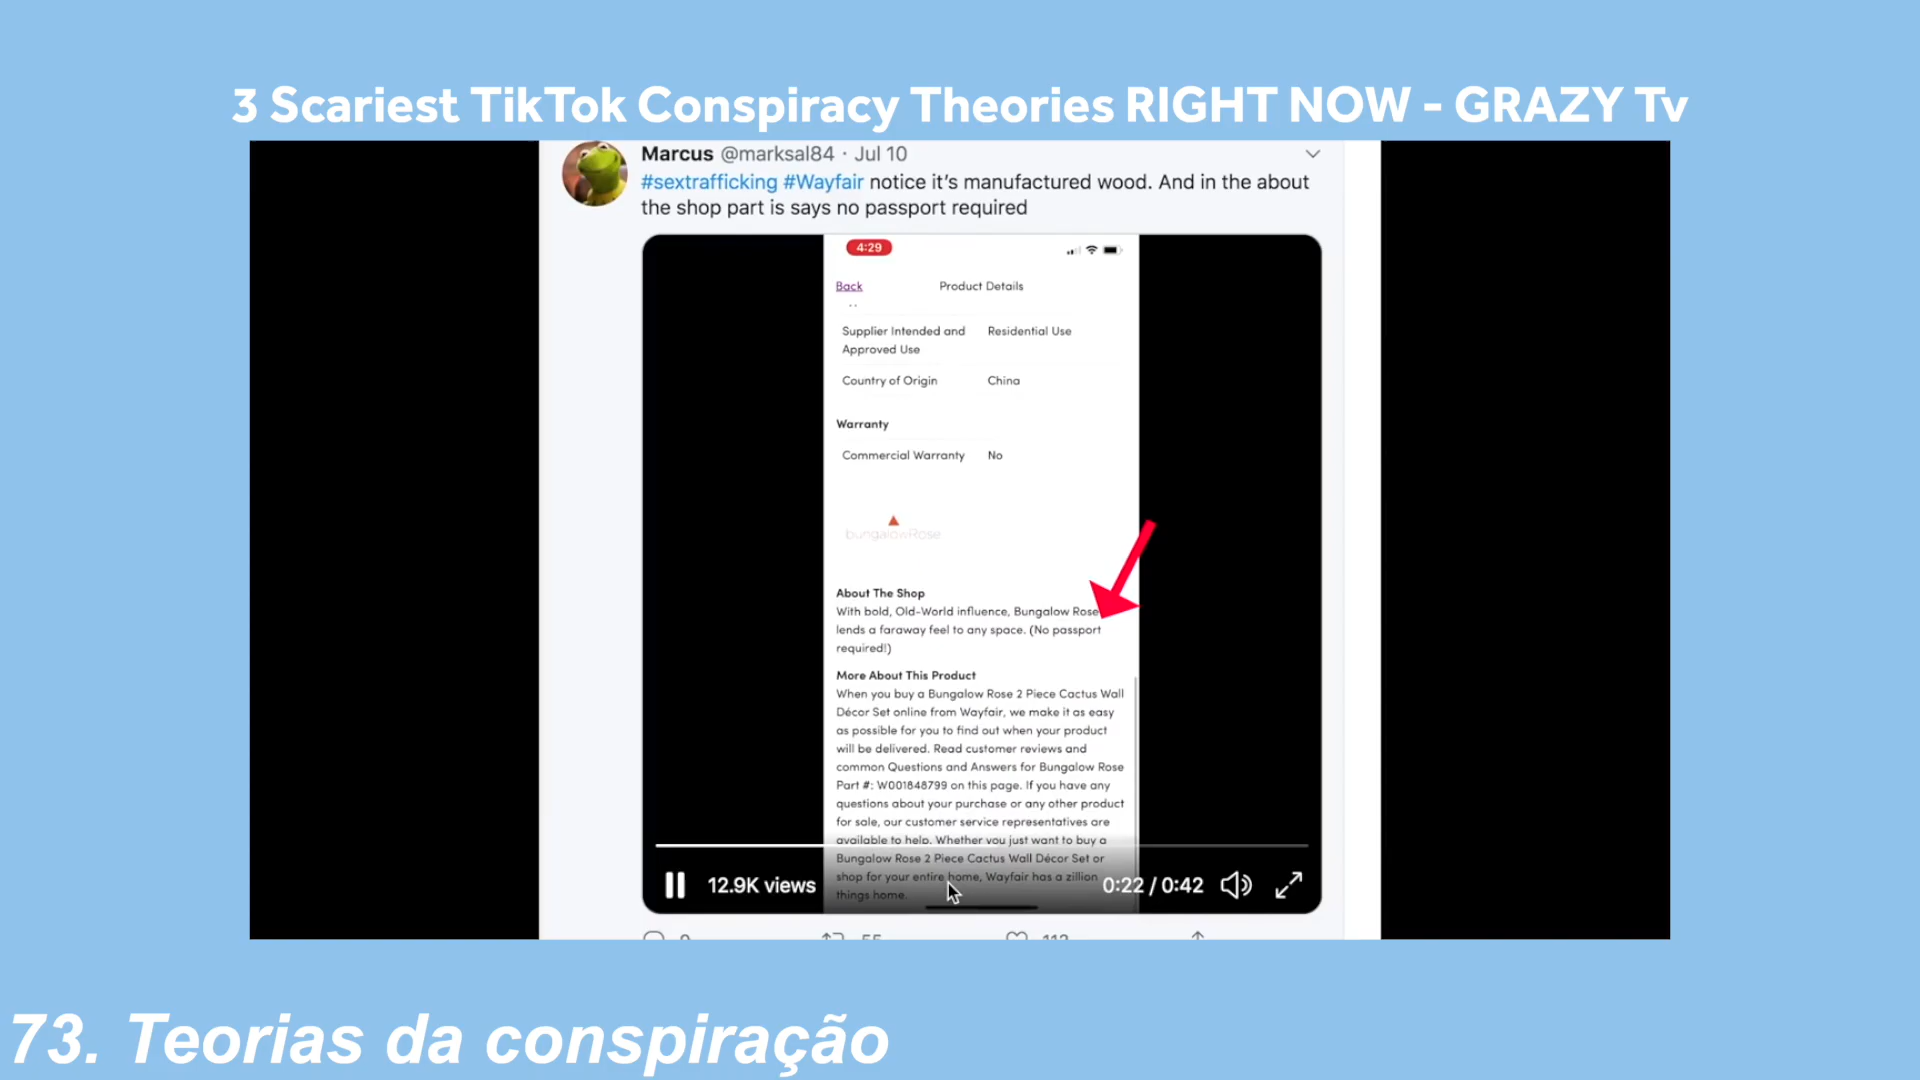 3 Scariest TikTok Conspiracy Theories RIGHT NOW - GRAZY Tv
Marcus @marksal84 · Jul 10
#sextrafficking #Wayfair notice it's manufactured wood. And in the about
the shop part is says no passport required
4:29
Back
Product Details
Supplier Intended and
Approved Use
Residential Use
Country of Origin
China
Warranty
Commercial Warranty
No
bungalowRose
About The Shop
With bold, Old-World influence, Bungalow Rose
lends a faraway feel to any space. (No passport
required!)
More About This Product
When you buy a Bungalow Rose 2 Piece Cactus Wall
Décor Set online from Wayfair, we make it as easy
as possible for you to find out when your product
will be delivered. Read customer reviews and
common Questions and Answers for Bungalow Rose
Part #: W001848799 on this page. If you have any
questions about your purchase or any other product
for sale, our customer service representatives are
available to help. Whether you just want to buy a
Bungalow Rose 2 Piece Cactus Wall Décor Set or
shop for your entire home, Wayfair has a zillion
things home.
12.9K views
0:22 / 0:42
73. Teorias da conspiração